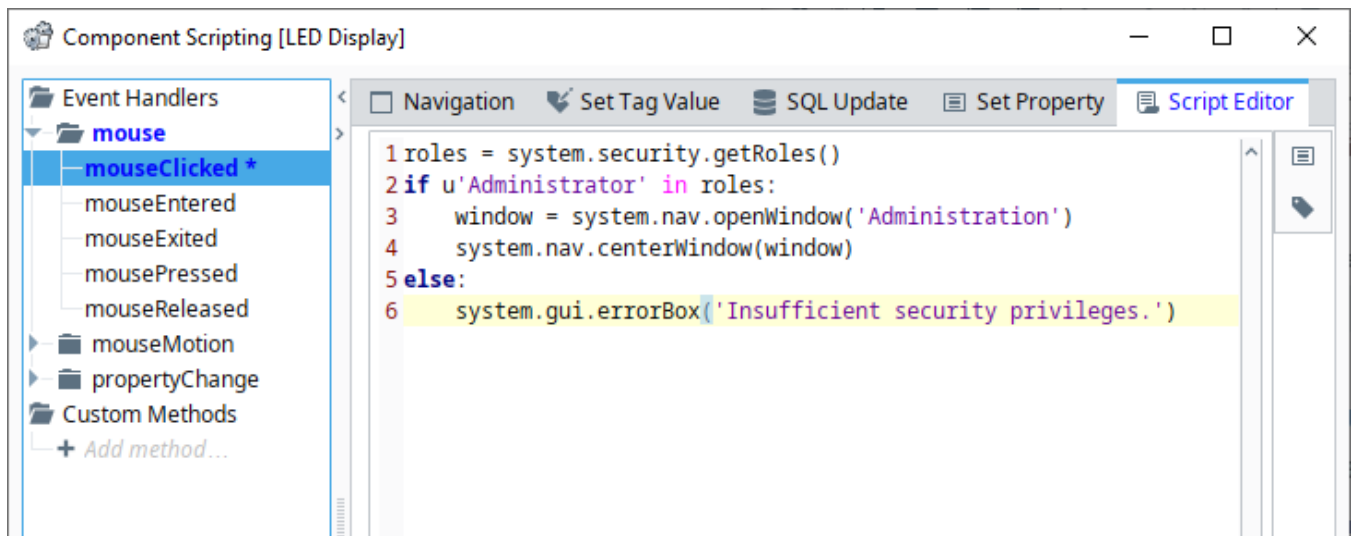 Component Scripting [LED Display]
Event Handlers
mouse
mouseClicked *
mouseEntered
mouseExited
mousePressed
mouseReleased
mouseMotion
propertyChange
Custom Methods
Add method...
Navigation Set Tag Value SQL Update Set Property Script Editor
1 roles = system.security.getRoles()
2 if u'Administrator' in roles:
3     window = system.nav.openWindow('Administration')
4     system.nav.centerWindow(window)
5 else:
6     system.gui.errorBox('Insufficient security privileges.')